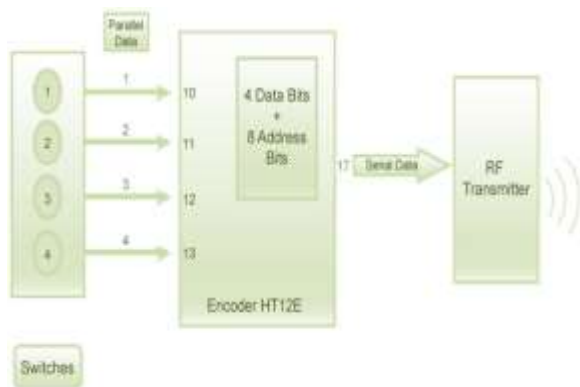 Parallel
Data
1
2
3
4
1
2
3
4
10
11
12
13
4 Data Bits
+
8 Address
Bits
Encoder HT12E
17
Serial Data
RF
Transmitter
Switches